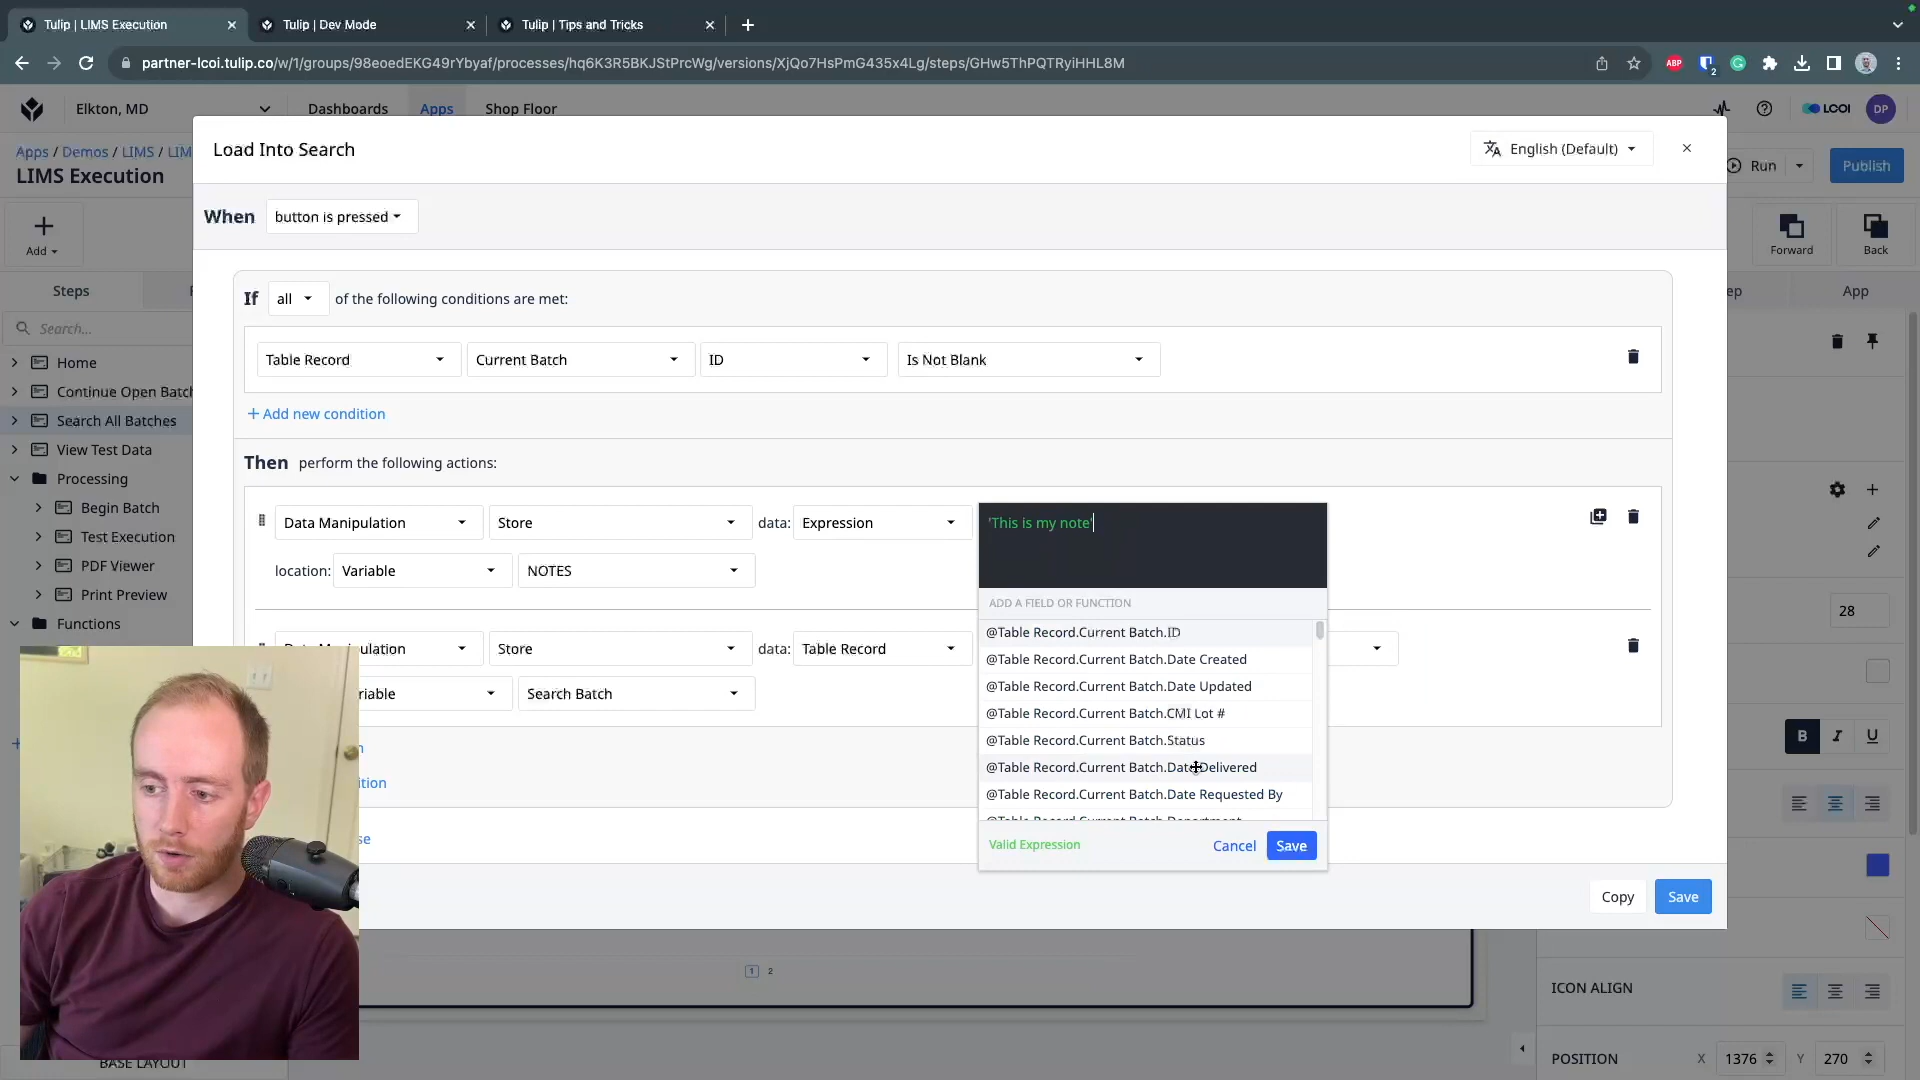 Tulip | LIMS Execution
Tulip | Dev Mode
Tulip | Tips and Tricks
partner-lcoi.tulip.co/w/1/groups/98eoedEKG49rYbyaf/processes/hq6K3R5BKJStPrcWg/versions/XjQo7HsPmG435x4Lg/steps/GHw5ThPQTRyiHHL8M
ABP
2
Elkton, MD
Dashboards
Apps
Shop Floor
LCOI
DP
Apps / Demos / LIMS / LIM
LIMS Execution
Run
Publish
Load Into Search
English (Default)
When button is pressed
Add
Forward
Back
Steps
Search...
ep
App
Home
Continue Open Batch
Search All Batches
View Test Data
Processing
Begin Batch
Test Execution
PDF Viewer
Print Preview
Functions
If all of the following conditions are met:
Table Record
Current Batch
ID
Is Not Blank
+ Add new condition
Then perform the following actions:
Data Manipulation
Store
data: Expression
'This is my note'
location: Variable
NOTES
ADD A FIELD OR FUNCTION
@Table Record.Current Batch.ID
@Table Record.Current Batch.Date Created
@Table Record.Current Batch.Date Updated
@Table Record.Current Batch.CMI Lot #
@Table Record.Current Batch.Status
@Table Record.Current Batch.Date Delivered
@Table Record.Current Batch.Date Requested By
Store
data: Table Record
Search Batch
Valid Expression
Cancel
Save
Copy
Save
28
B
I
U
1 2
ICON ALIGN
POSITION
X 1376
Y 270
BASE LAYOUT